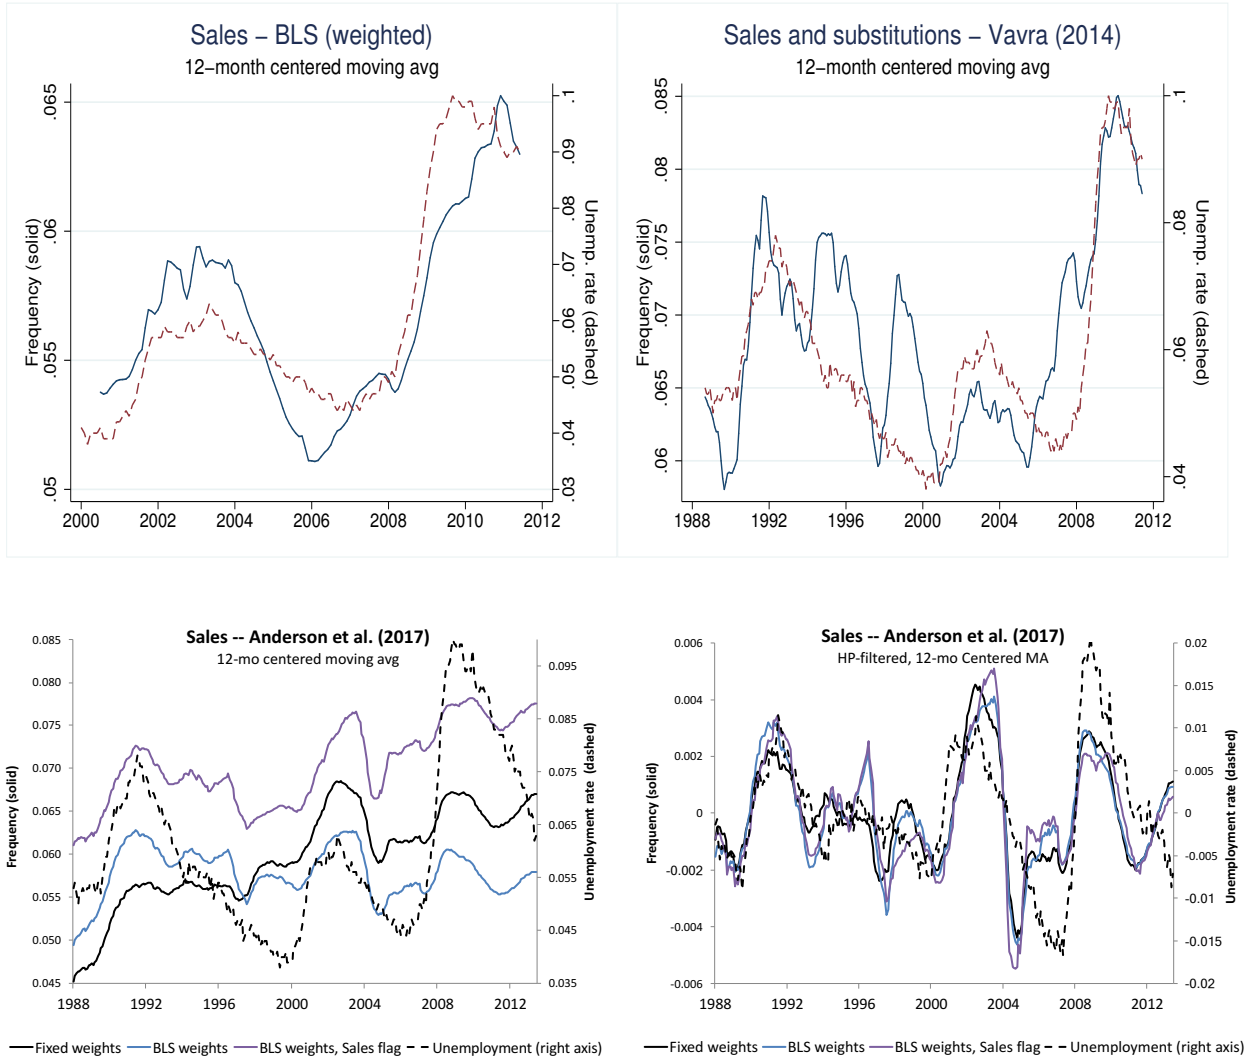 Sales – BLS (weighted)
12–month centered moving avg
.065
.06
.055
.05
Frequency (solid)
.1
.09
.08
.07
.06
.05
.04
.03
Unemp. rate (dashed)
2000 2002 2004 2006 2008 2010 2012
Sales and substitutions – Vavra (2014)
12–month centered moving avg
.085
.08
.075
.07
.065
.06
Frequency (solid)
.1
.08
.06
.04
Unemp. rate (dashed)
1988 1992 1996 2000 2004 2008 2012
Sales -- Anderson et al. (2017)
12-mo centered moving avg
0.085
0.080
0.075
0.070
0.065
0.060
0.055
0.050
0.045
Frequency (solid)
0.095
0.085
0.075
0.065
0.055
0.045
0.035
Unemployment rate (dashed)
1988 1992 1996 2000 2004 2008 2012
Fixed weights BLS weights BLS weights, Sales flag Unemployment (right axis)
Sales -- Anderson et al. (2017)
HP-filtered, 12-mo Centered MA
0.006
0.004
0.002
0
-0.002
-0.004
-0.006
Frequency (solid)
0.02
0.015
0.010
0.005
0.000
-0.005
-0.01
-0.015
-0.02
Unemployment rate (dashed)
1988 1992 1996 2000 2004 2008 2012
Fixed weights BLS weights BLS weights, Sales flag Unemployment (right axis)